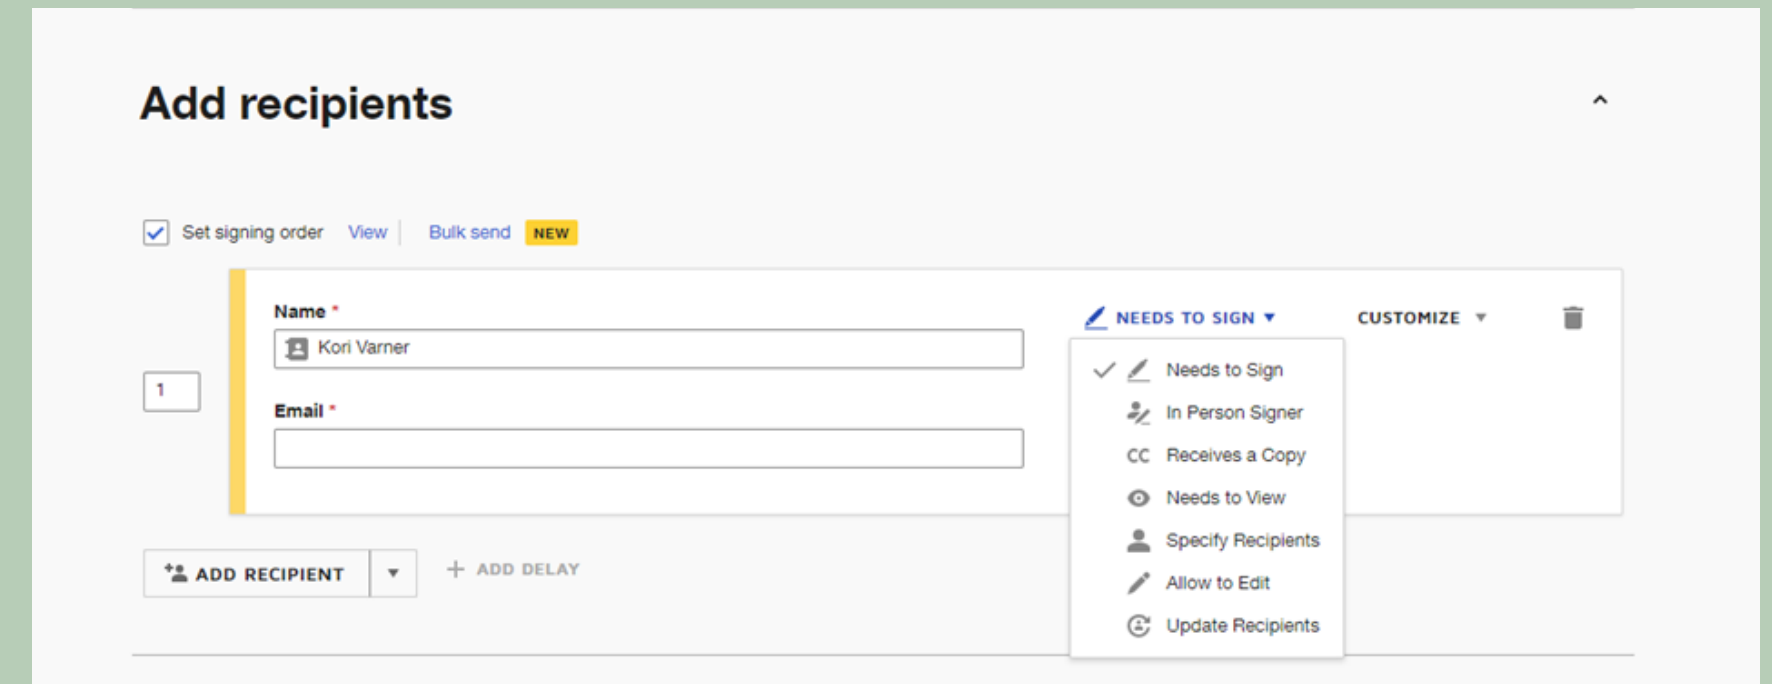 Add recipients
Set signing order View Bulk send NEW
Name *
NEEDS TO SIGN CUSTOMIZE
Kori Varner
1
Email *
Needs to Sign
In Person Signer
CC Receives a Copy
Needs to View
Specify Recipients
Allow to Edit
Update Recipients
ADD RECIPIENT + ADD DELAY